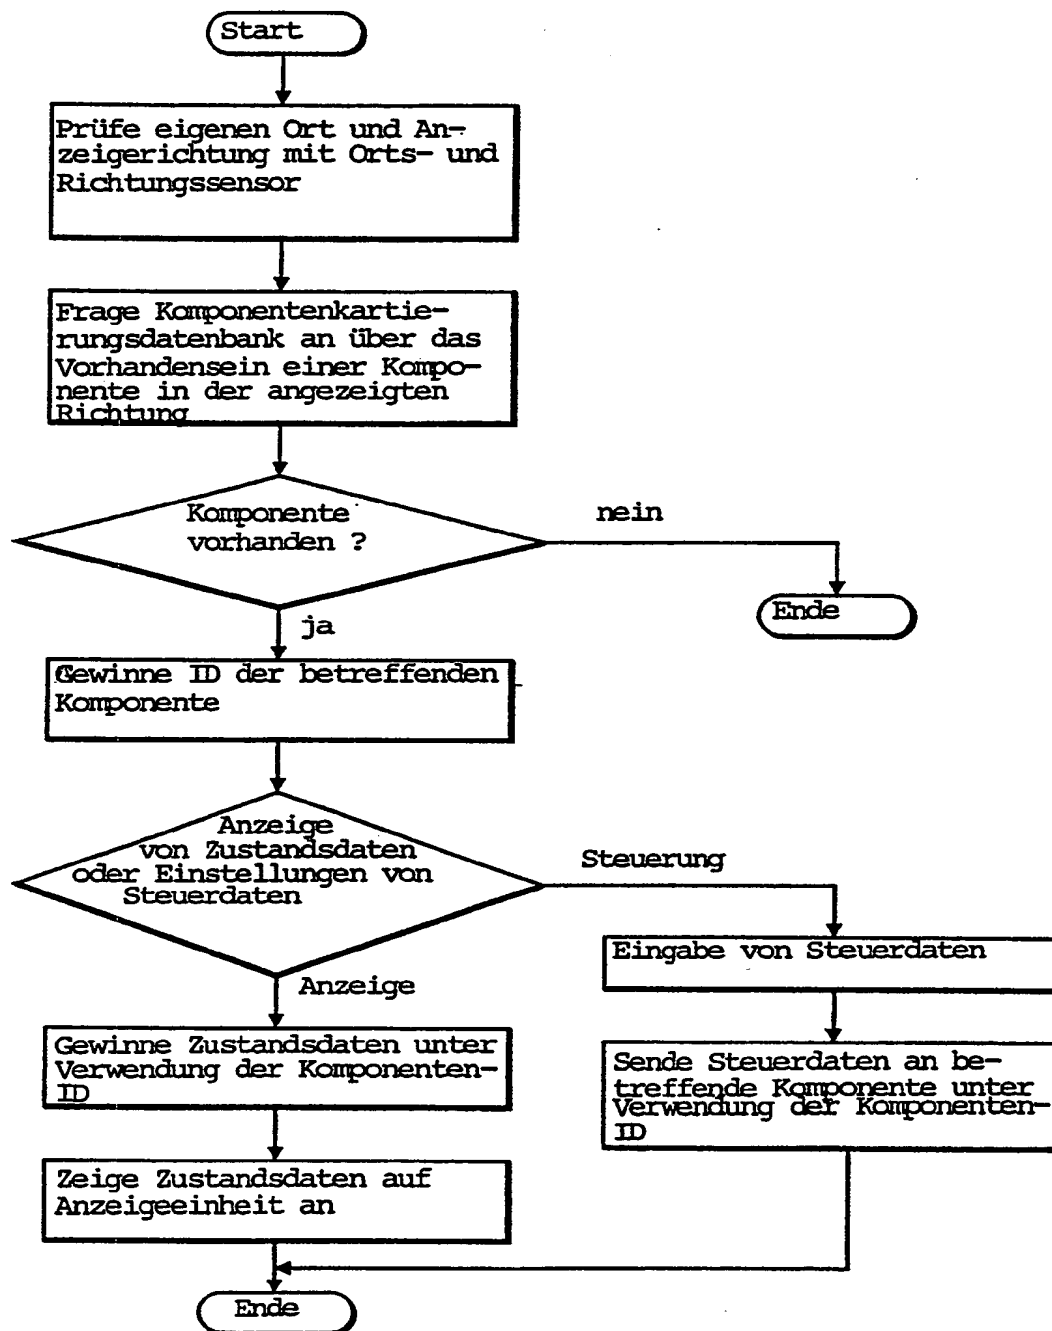 Start
Prüfe eigenen Ort und An-
zeigerichtung mit Orts- und
Richtungssensor
Frage Komponentenkartie-
rungsdatenbank an über das
Vorhandensein einer Kompo-
nente in der angezeigten
Richtung
Komponente
vorhanden ?
nein
Ende
ja
Gewinne ID der betreffenden
Komponente
Anzeige
von Zustandsdaten
oder Einstellungen von
Steuerdaten
Steuerung
Eingabe von Steuerdaten
Sende Steuerdaten an be-
treffende Komponente unter
Verwendung der Komponenten-
ID
Anzeige
Gewinne Zustandsdaten unter
Verwendung der Komponenten-
ID
Zeige Zustandsdaten auf
Anzeigeeinheit an
Ende